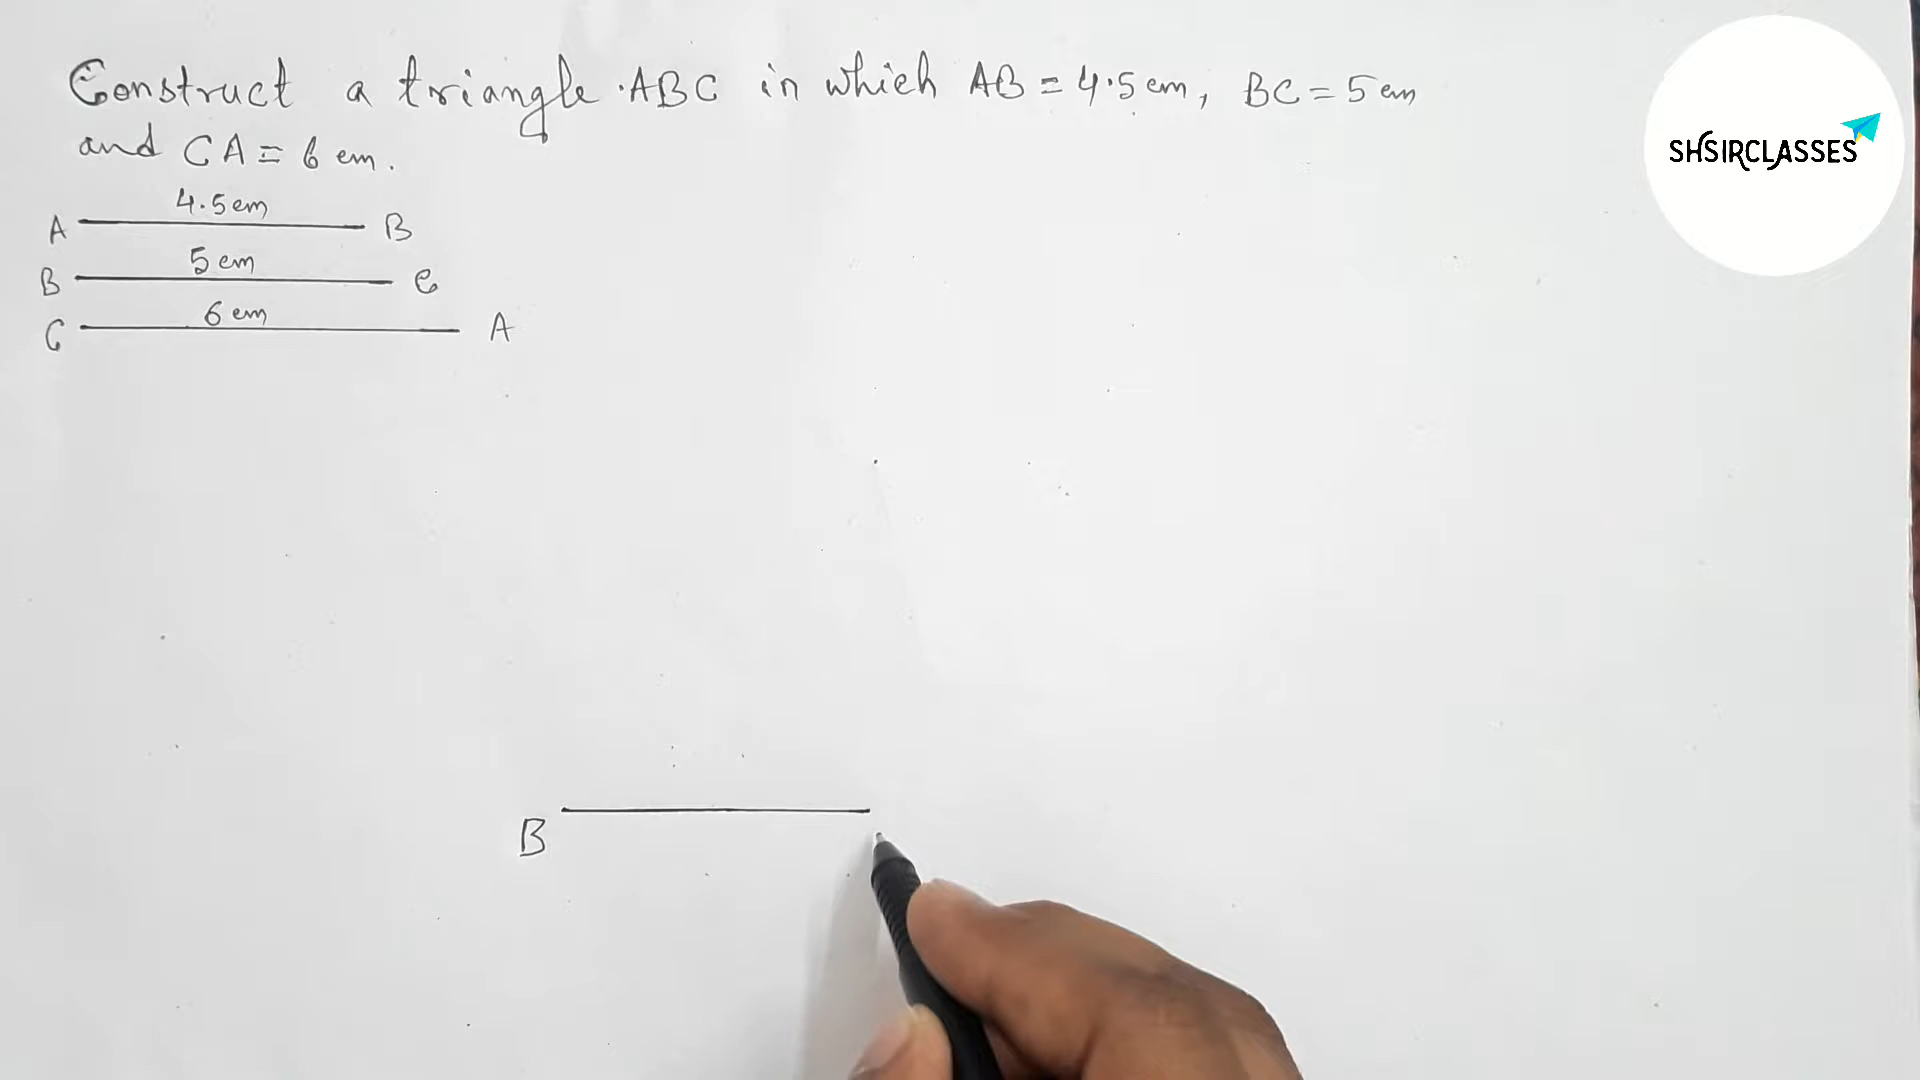 Construct a triangle ABC in which AB = 4.5 cm, BC = 5 cm
and CA = 6 cm.
4.5 cm
A B
5 cm
B C
6 cm
C A
B
SHSIRCLASSES